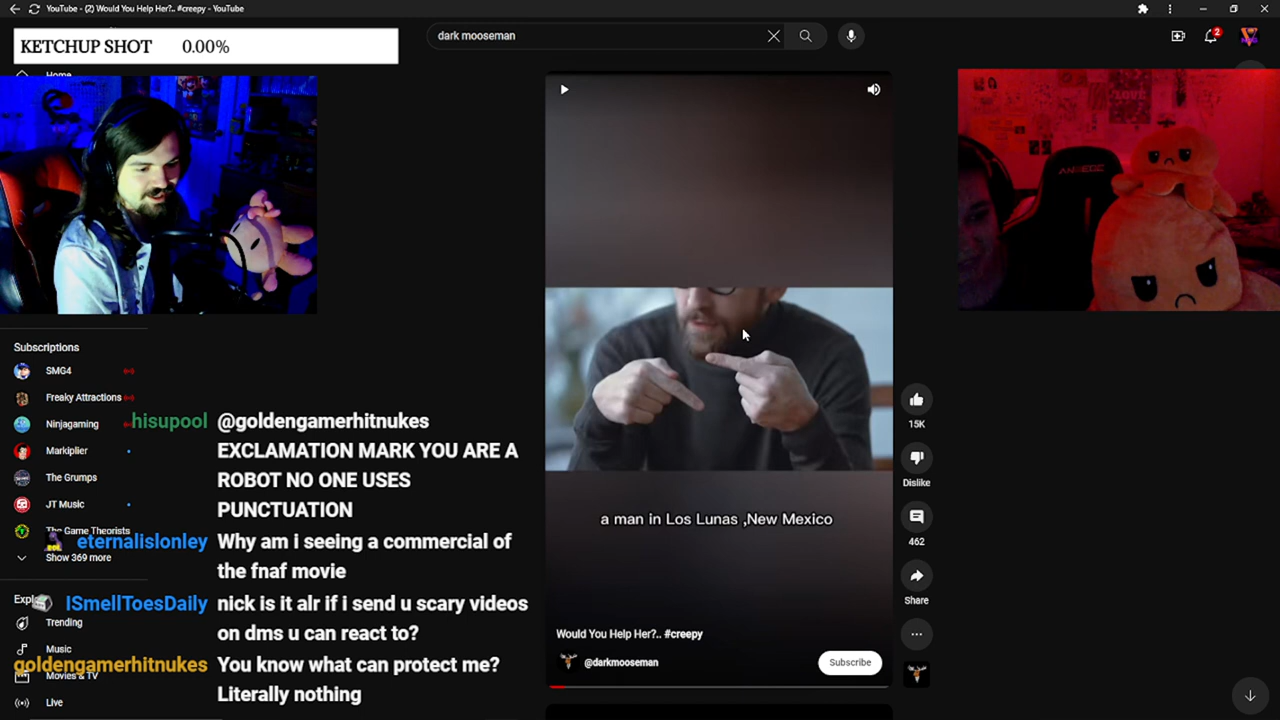 YouTube - (2) Would You Help Her?.. #creepy - YouTube
KETCHUP SHOT 0.00%
dark mooseman
2
Home
LOVE
Subscriptions
SMG4
Freaky Attractions
Ninjagaming
Markiplier
The Grumps
JT Music
The Game Theorists
Show 369 more
Trending
Music
Movies & TV
Live
hisupool @goldengamerhitnukes
EXCLAMATION MARK YOU ARE A
ROBOT NO ONE USES
PUNCTUATION
eternalislonley Why am i seeing a commercial of
the fnaf movie
ISmellToesDaily nick is it alr if i send u scary videos
on dms u can react to?
goldengamerhitnukes You know what can protect me?
Literally nothing
a man in Los Lunas ,New Mexico
Would You Help Her?.. #creepy
@darkmooseman
Subscribe
15K
Dislike
462
Share